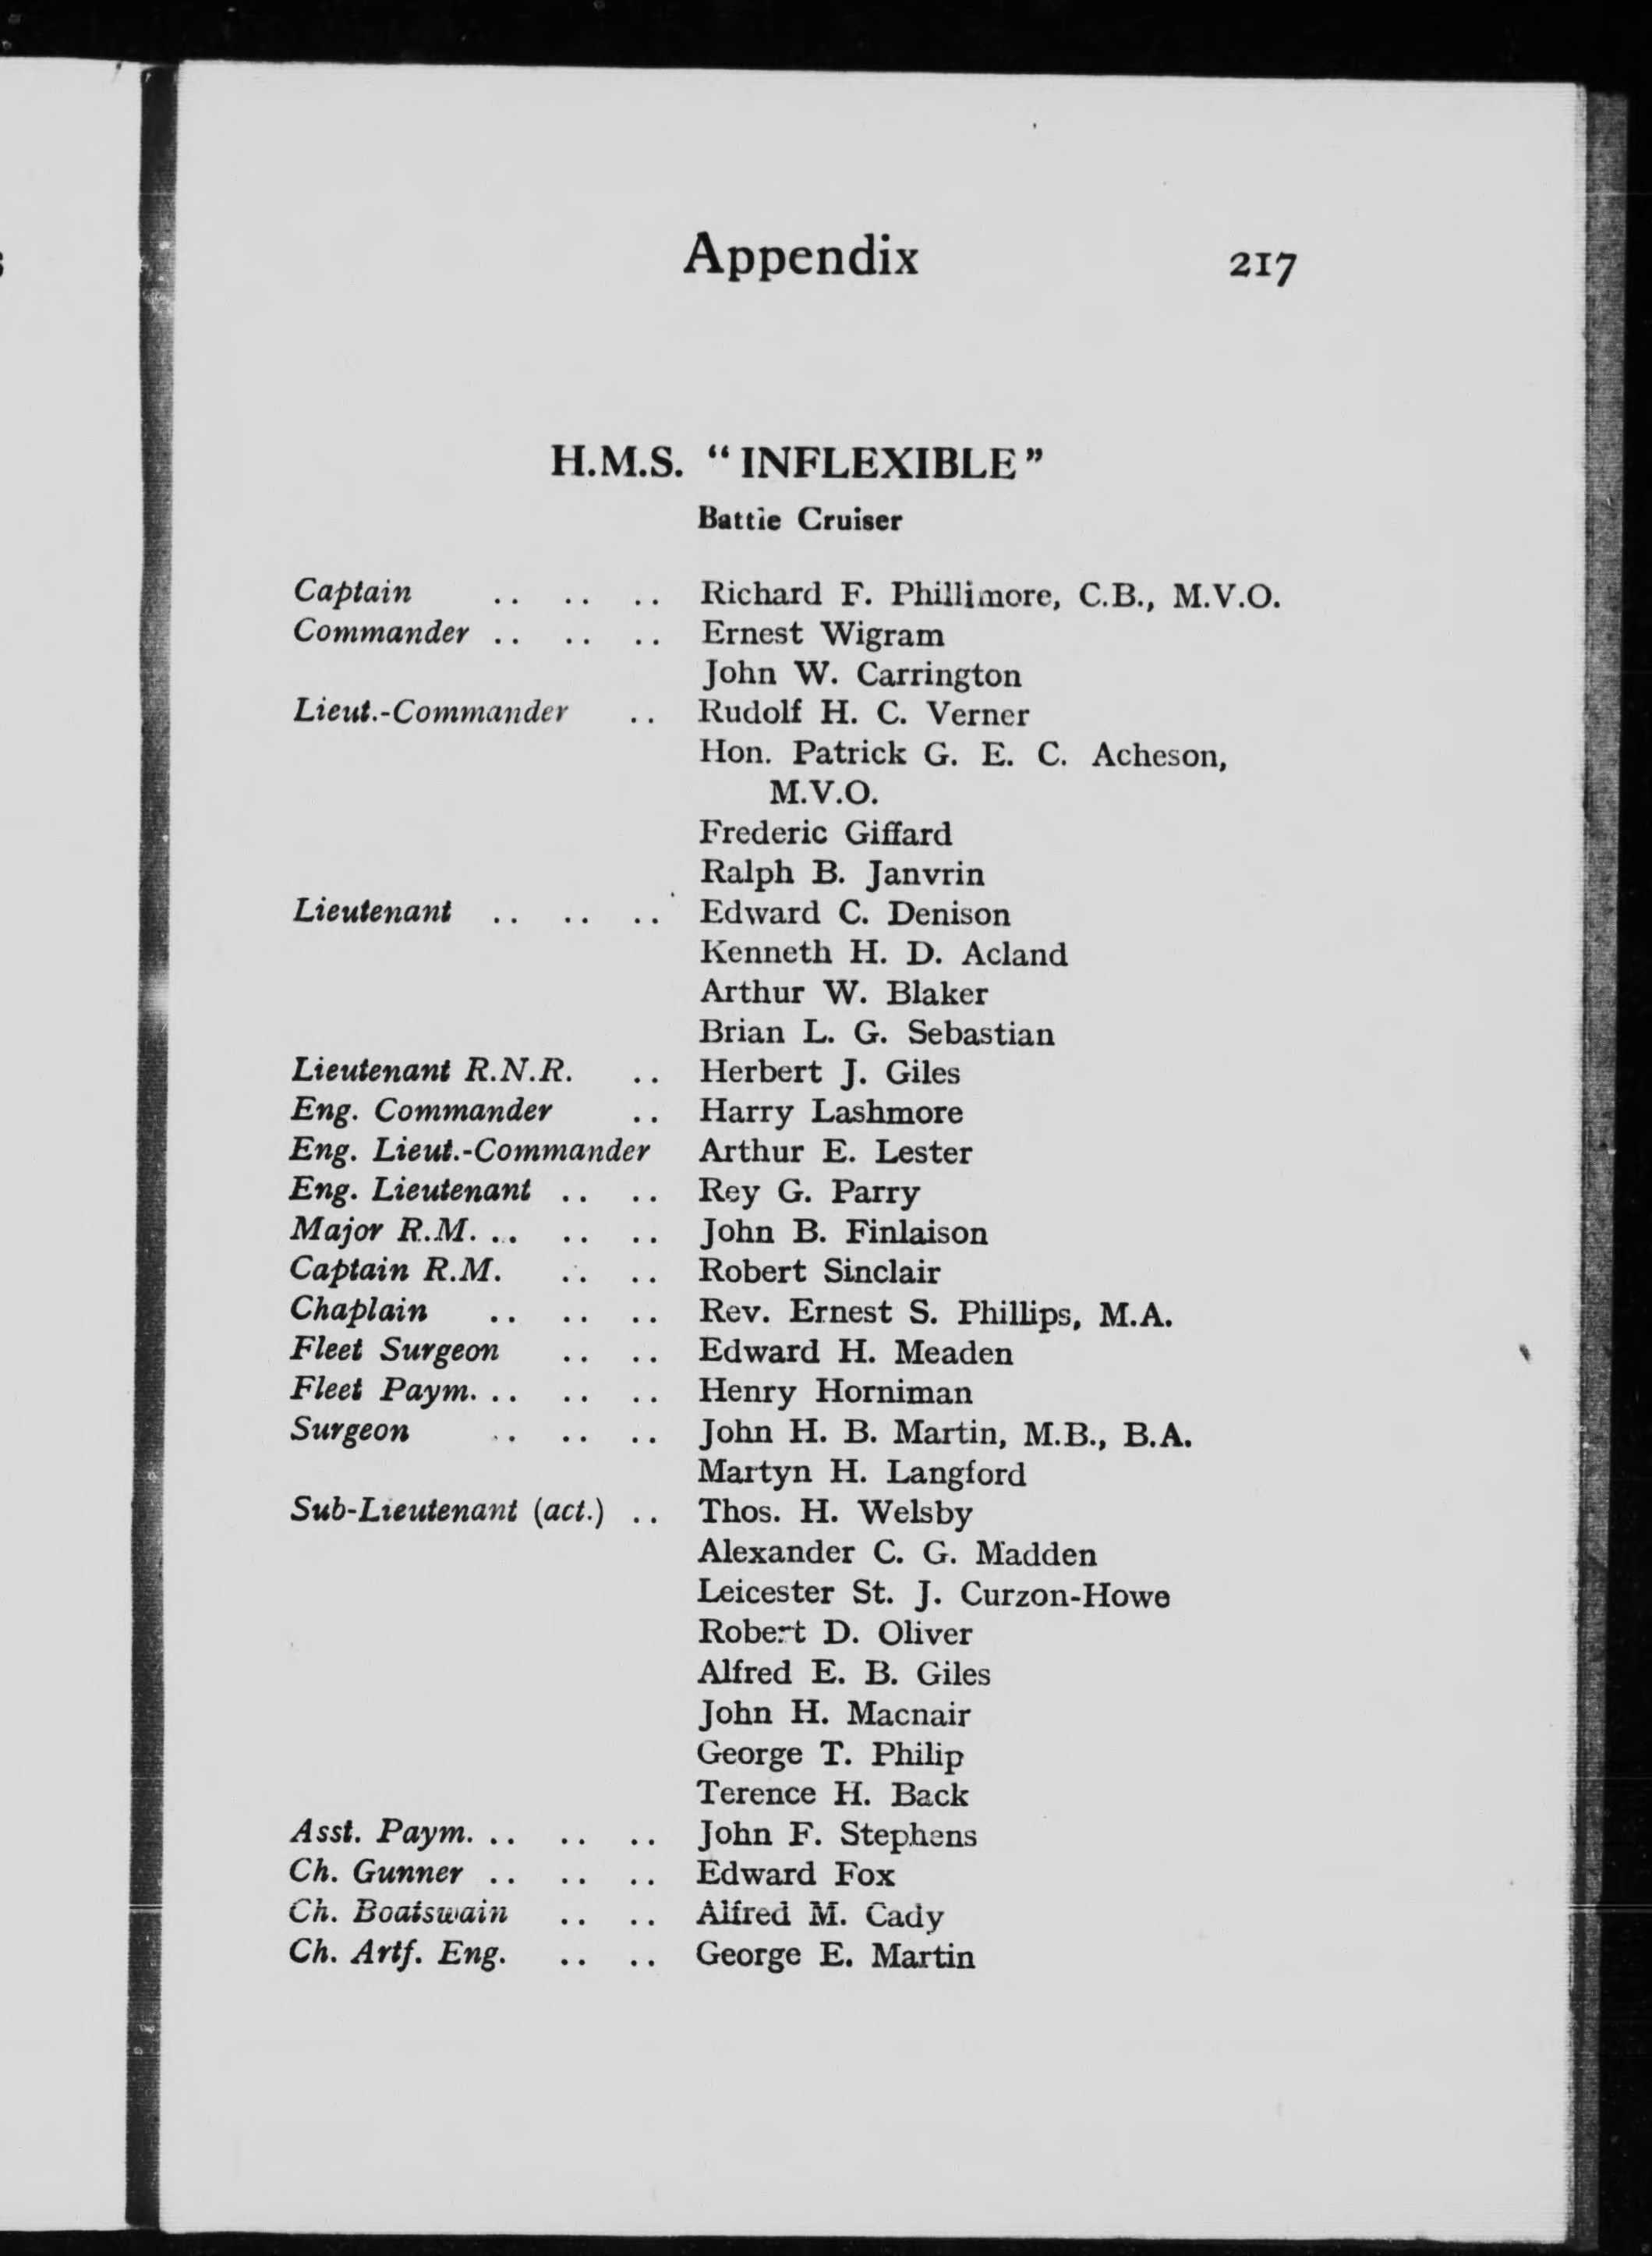 Appendix 217
H.M.S. “INFLEXIBLE”
Battle Cruiser
Captain .. .. .. Richard F. Phillimore, C.B., M.V.O.
Commander .. .. .. Ernest Wigram
John W. Carrington
Lieut.-Commander .. Rudolf H. C. Verner
Hon. Patrick G. E. C. Acheson,
M.V.O.
Frederic Giffard
Ralph B. Janvrin
Lieutenant .. .. .. Edward C. Denison
Kenneth H. D. Acland
Arthur W. Blaker
Brian L. G. Sebastian
Lieutenant R.N.R. .. Herbert J. Giles
Eng. Commander .. Harry Lashmore
Eng. Lieut.-Commander Arthur E. Lester
Eng. Lieutenant .. .. Rey G. Parry
Major R.M. .. .. .. John B. Finlaison
Captain R.M. .. .. Robert Sinclair
Chaplain .. .. .. Rev. Ernest S. Phillips, M.A.
Fleet Surgeon .. .. Edward H. Meaden
Fleet Paym. .. .. .. Henry Horniman
Surgeon .. .. .. John H. B. Martin, M.B., B.A.
Martyn H. Langford
Sub-Lieutenant (act.) .. Thos. H. Welsby
Alexander C. G. Madden
Leicester St. J. Curzon-Howe
Robert D. Oliver
Alfred E. B. Giles
John H. Macnair
George T. Philip
Terence H. Back
Asst. Paym. .. .. .. John F. Stephens
Ch. Gunner .. .. .. Edward Fox
Ch. Boatswain .. .. Alfred M. Cady
Ch. Artf. Eng. .. .. George E. Martin